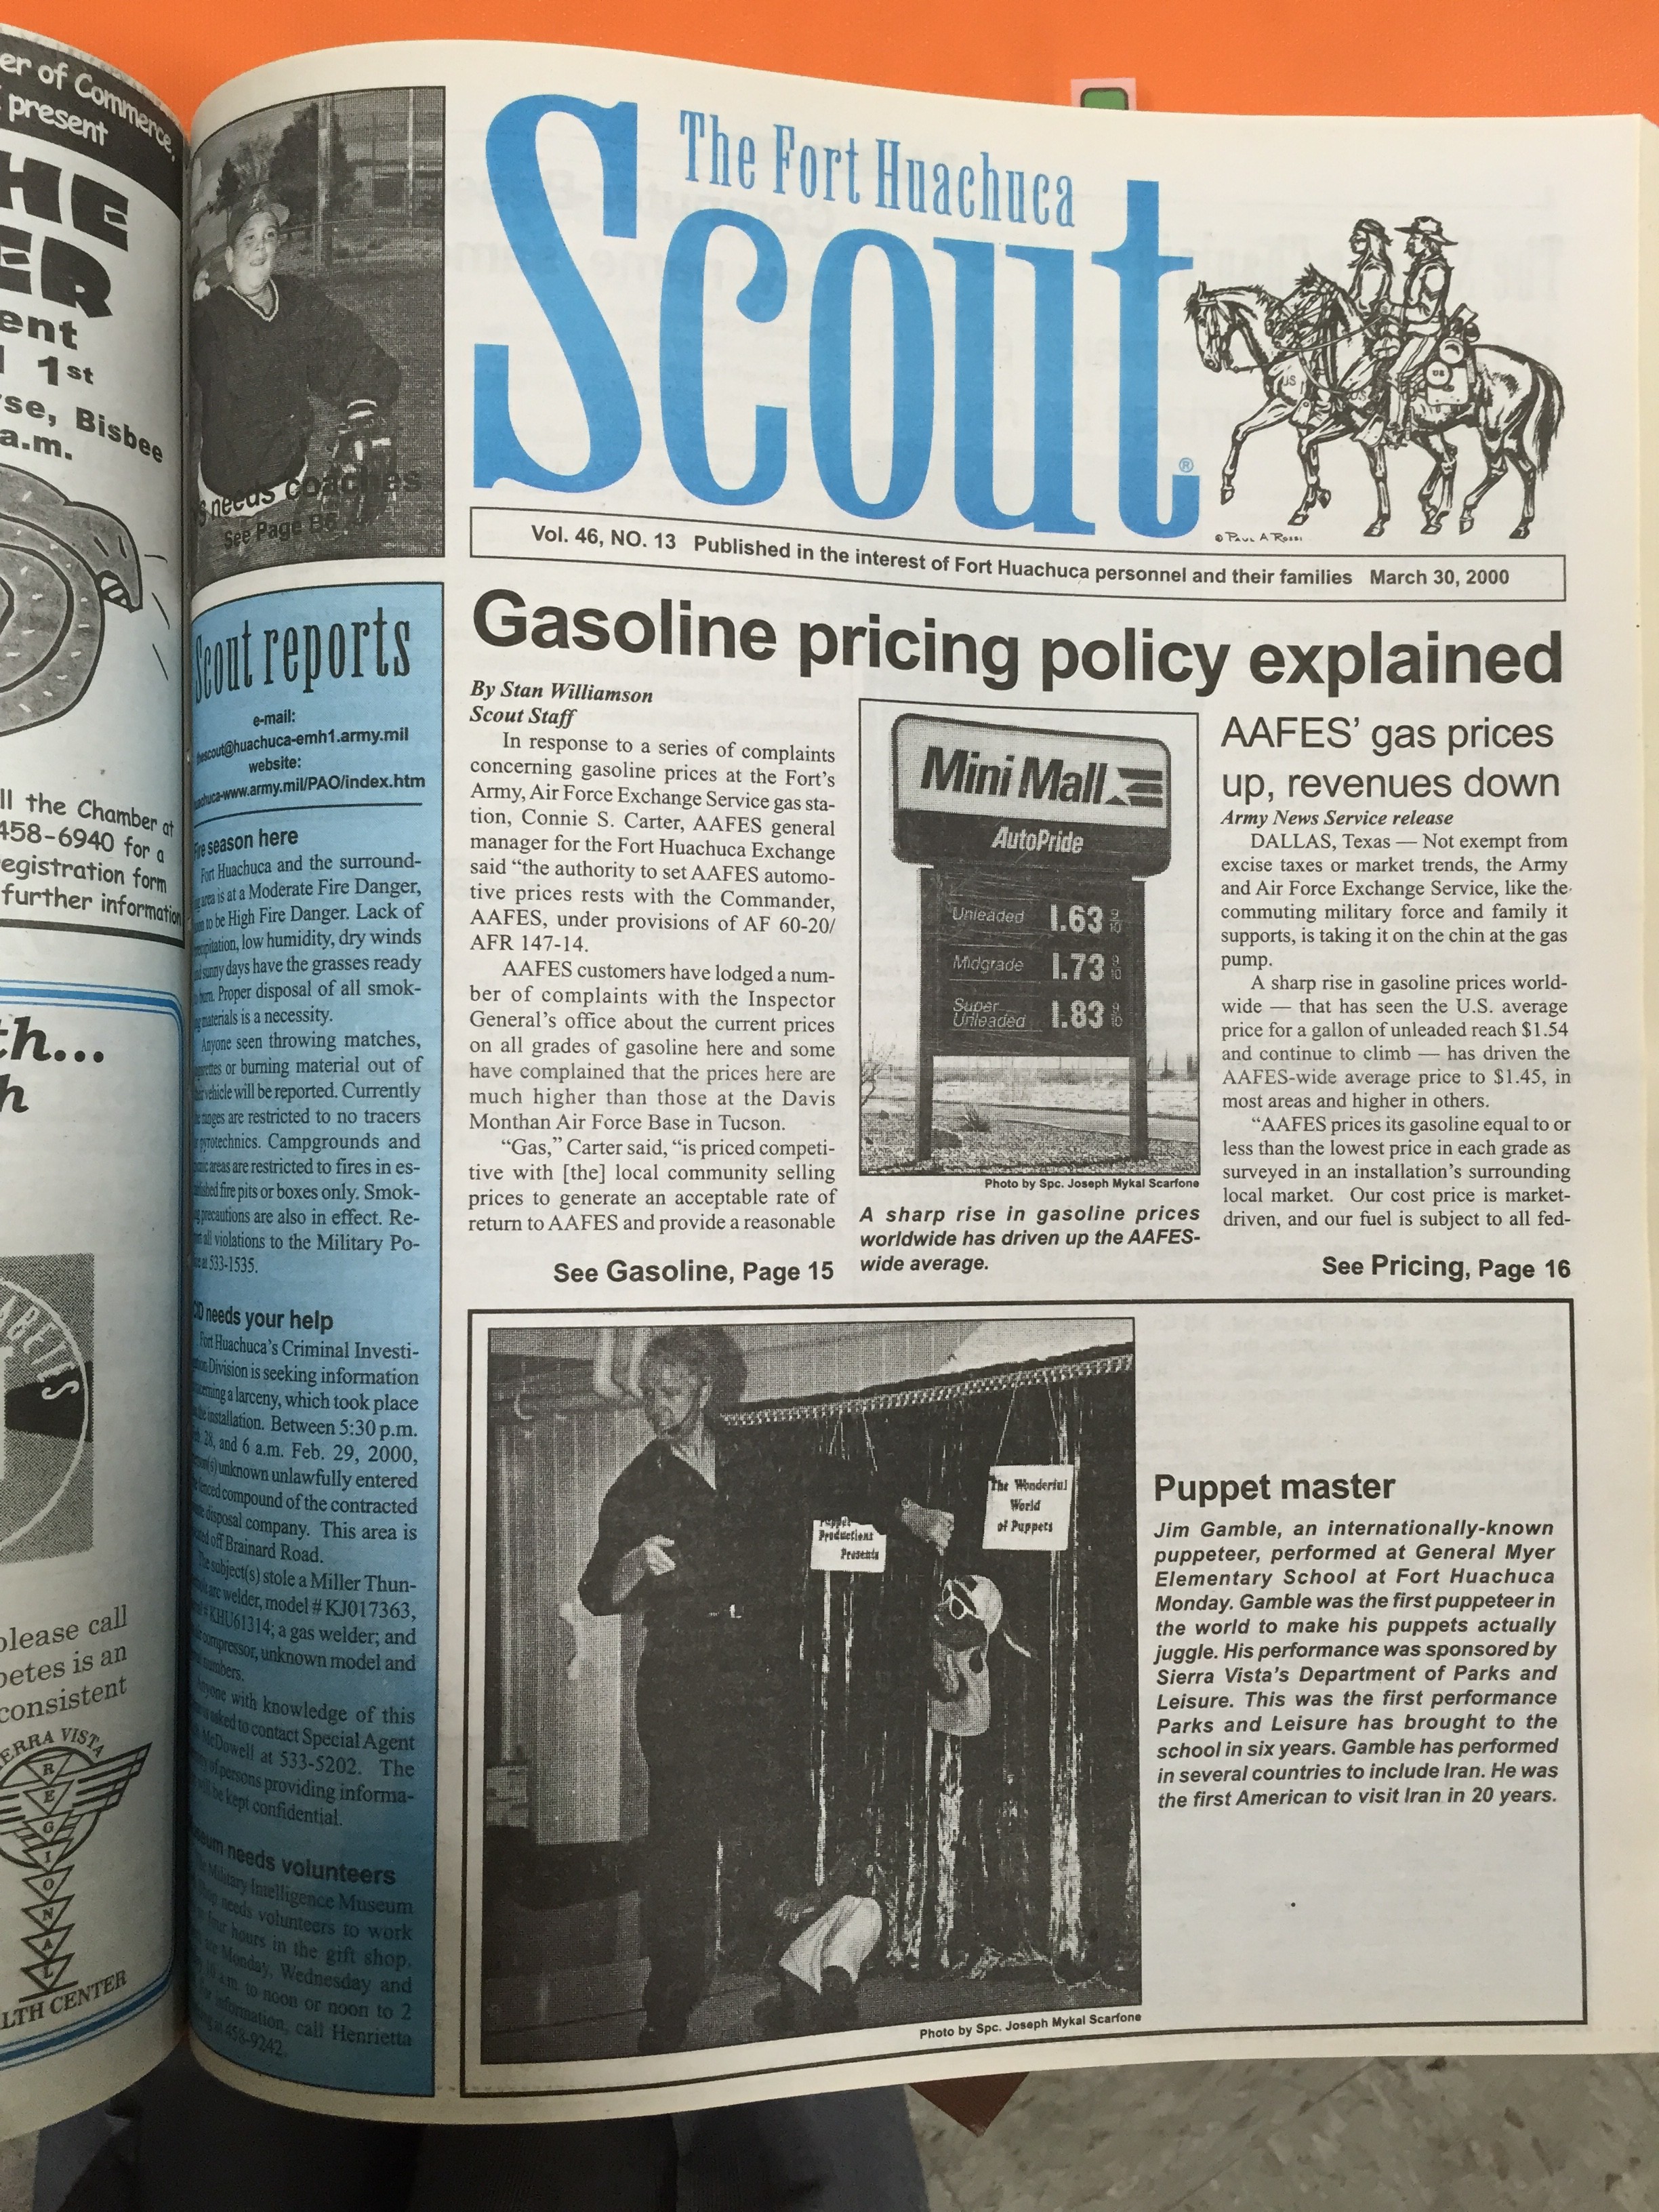 er of Commerce,
present
HE
ER
ent
1st
rse, Bisbee
a.m.
ll the Chamber at
458-6940 for a
egistration form
further information
th...
h
BETES
please call
betes is an
consistent
ERRA VISTA
REGIONAL
LTH CENTER
needs coaches
See Page B5
The Fort Huachuca
Scout®
US
US
© Paul A Rossi
Vol. 46, NO. 13 Published in the interest of Fort Huachuca personnel and their families March 30, 2000
Scout reports
e-mail:
thescout@huachuca-emh1.army.mil
website:
huachuca-www.army.mil/PAO/index.htm
Fire season here
Fort Huachuca and the surround-
area is at a Moderate Fire Danger,
to be High Fire Danger. Lack of
precipitation, low humidity, dry winds
and sunny days have the grasses ready
burn. Proper disposal of all smok-
materials is a necessity.
Anyone seen throwing matches,
cigarettes or burning material out of
vehicle will be reported. Currently
ranges are restricted to no tracers
pyrotechnics. Campgrounds and
areas are restricted to fires in es-
fire pits or boxes only. Smok-
precautions are also in effect. Re-
all violations to the Military Po-
at 533-1535.
CID needs your help
Fort Huachuca's Criminal Investi-
Division is seeking information
a larceny, which took place
installation. Between 5:30 p.m.
28, and 6 a.m. Feb. 29, 2000,
unknown unlawfully entered
fenced compound of the contracted
disposal company. This area is
off Brainard Road.
The subject(s) stole a Miller Thun-
arc welder, model # KJ017363,
# KHU61314; a gas welder; and
compressor, unknown model and
numbers.
Anyone with knowledge of this
asked to contact Special Agent
McDowell at 533-5202. The
of persons providing informa-
will be kept confidential.
Museum needs volunteers
Military Intelligence Museum
needs volunteers to work
hours in the gift shop.
Monday, Wednesday and
a.m. to noon or noon to 2
information, call Henrietta
at 458-9242.
Gasoline pricing policy explained
By Stan Williamson
Scout Staff
In response to a series of complaints
concerning gasoline prices at the Fort's
Army, Air Force Exchange Service gas sta-
tion, Connie S. Carter, AAFES general
manager for the Fort Huachuca Exchange
said “the authority to set AAFES automo-
tive prices rests with the Commander,
AAFES, under provisions of AF 60-20/
AFR 147-14.
AAFES customers have lodged a num-
ber of complaints with the Inspector
General's office about the current prices
on all grades of gasoline here and some
have complained that the prices here are
much higher than those at the Davis
Monthan Air Force Base in Tucson.
“Gas,” Carter said, “is priced competi-
tive with [the] local community selling
prices to generate an acceptable rate of
return to AAFES and provide a reasonable
See Gasoline, Page 15
Mini Mall
AutoPride
Unleaded 1.63 9/10
Midgrade 1.73 9/10
Super
Unleaded 1.83 9/10
Photo by Spc. Joseph Mykal Scarfone
A sharp rise in gasoline prices
worldwide has driven up the AAFES-
wide average.
AAFES' gas prices
up, revenues down
Army News Service release
DALLAS, Texas — Not exempt from
excise taxes or market trends, the Army
and Air Force Exchange Service, like the
commuting military force and family it
supports, is taking it on the chin at the gas
pump.
A sharp rise in gasoline prices world-
wide — that has seen the U.S. average
price for a gallon of unleaded reach $1.54
and continue to climb — has driven the
AAFES-wide average price to $1.45, in
most areas and higher in others.
“AAFES prices its gasoline equal to or
less than the lowest price in each grade as
surveyed in an installation's surrounding
local market. Our cost price is market-
driven, and our fuel is subject to all fed-
See Pricing, Page 16
Puppet
Productions
Presents
The Wonderful
World
of Puppets
Photo by Spc. Joseph Mykal Scarfone
Puppet master
Jim Gamble, an internationally-known
puppeteer, performed at General Myer
Elementary School at Fort Huachuca
Monday. Gamble was the first puppeteer in
the world to make his puppets actually
juggle. His performance was sponsored by
Sierra Vista's Department of Parks and
Leisure. This was the first performance
Parks and Leisure has brought to the
school in six years. Gamble has performed
in several countries to include Iran. He was
the first American to visit Iran in 20 years.